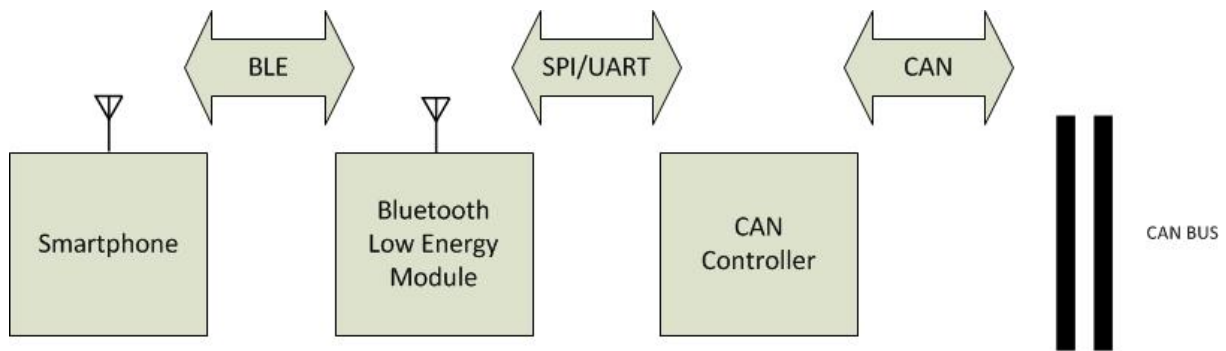 BLE
SPI/UART
CAN
Smartphone
Bluetooth
Low Energy
Module
CAN
Controller
CAN BUS